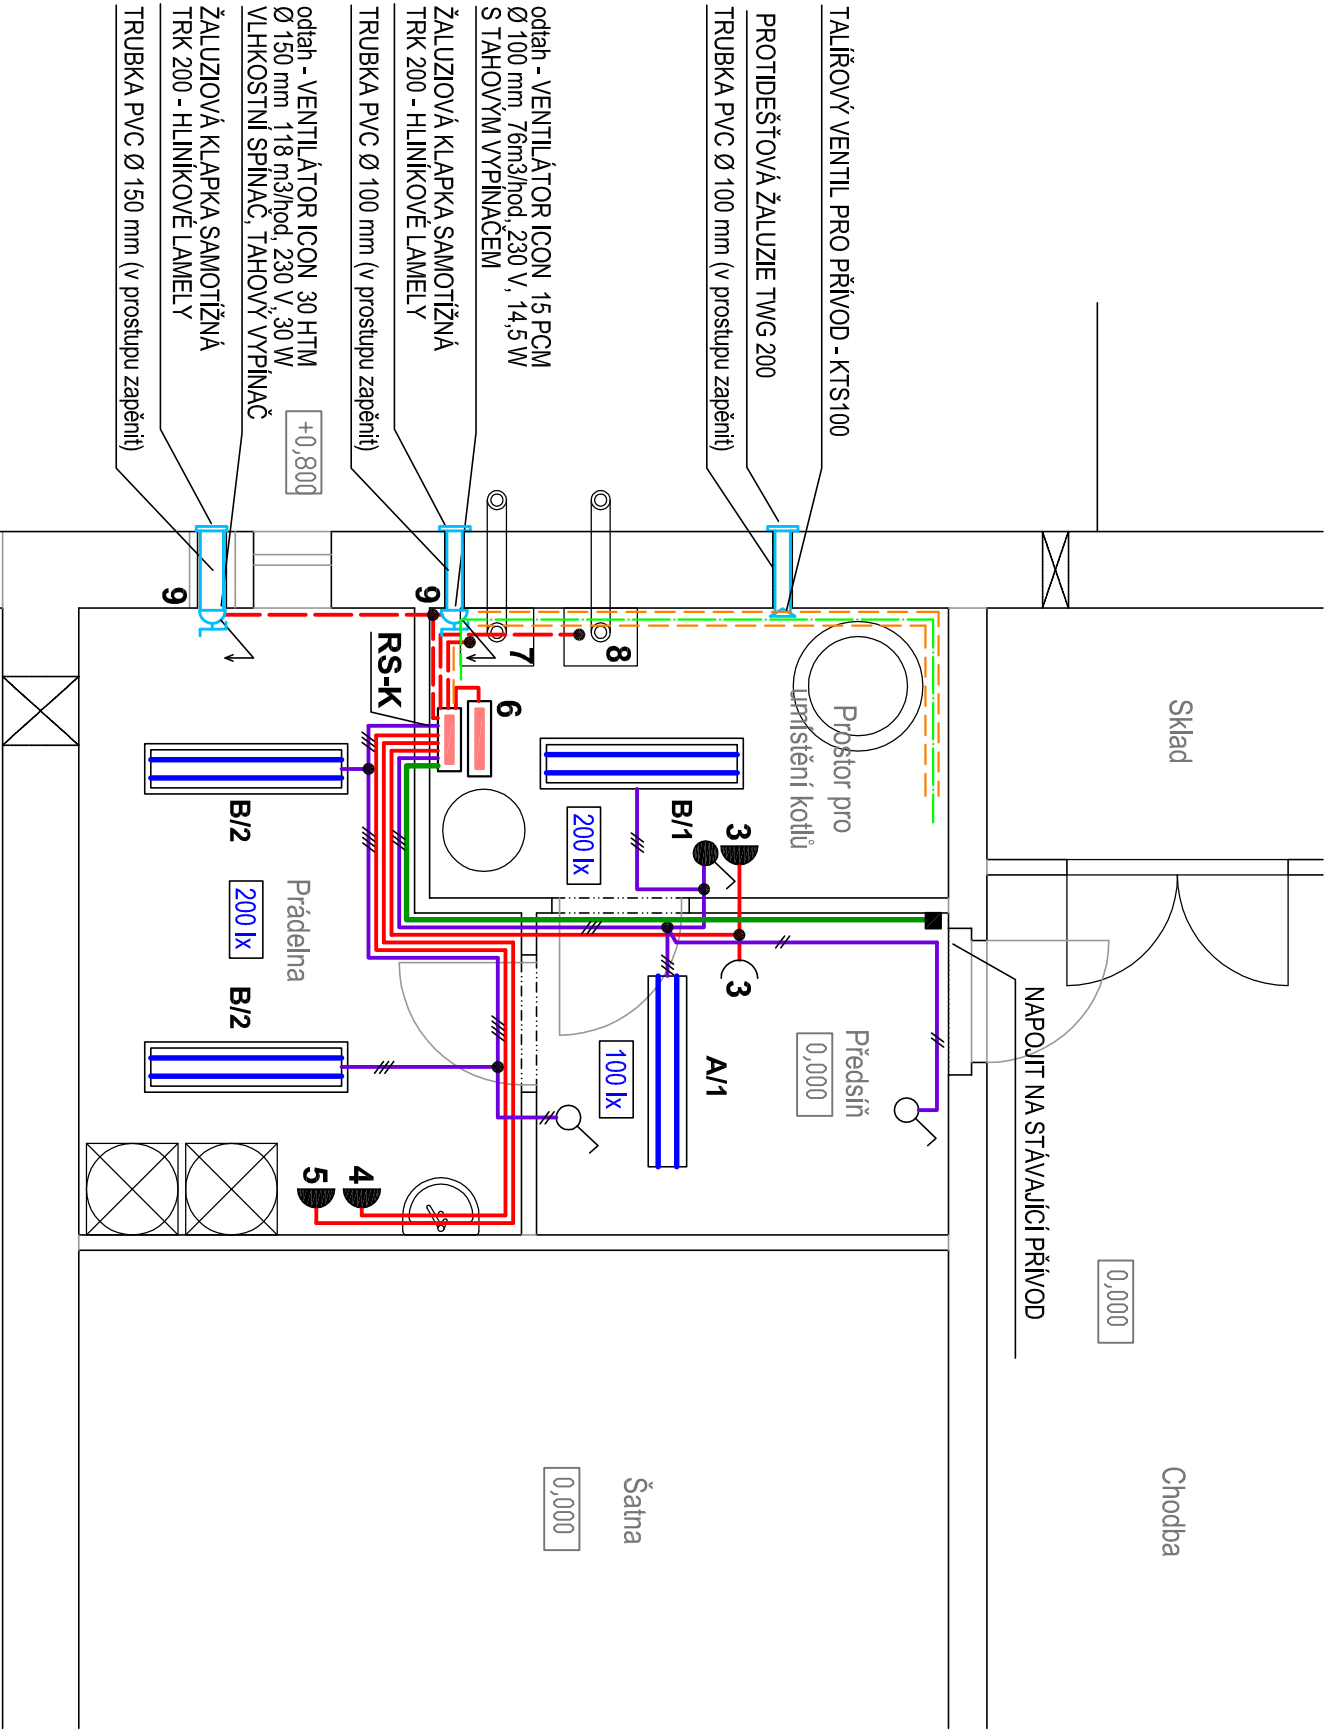 TALÍŘOVÝ VENTIL PRO PŘÍVOD - KTS100
PROTIDEŠŤOVÁ ŽALUZIE TWG 200
TRUBKA PVC Ø 100 mm (v prostupu zapěnit)
odtah - VENTILÁTOR ICON  15 PCM
Ø 100 mm  76m3/hod, 230 V, 14,5 W
S TAHOVÝM VYPÍNAČEM
ŽALUZIOVÁ KLAPKA SAMOTÍŽNÁ
TRK 200 - HLINÍKOVÉ LAMELY
TRUBKA PVC Ø 100 mm (v prostupu zapěnit)
odtah - VENTILÁTOR ICON  30 HTM
Ø 150 mm  118 m3/hod, 230 V, 30 W
VLHKOSTNÍ SPÍNAČ, TAHOVÝ VYPÍNAČ
ŽALUZIOVÁ KLAPKA SAMOTÍŽNÁ
TRK 200 - HLINÍKOVÉ LAMELY
TRUBKA PVC Ø 150 mm (v prostupu zapěnit)
+0,800
Sklad
Prostor pro
umístění kotlů
8
7
9
9
RS-K
6
B/1
3
200 lx
B/2
Prádelna
200 lx
B/2
3
A/1
100 lx
Předsíň
0,000
NAPOJIT NA STÁVAJÍCÍ PŘÍVOD
4
5
0,000
Chodba
Šatna
0,000